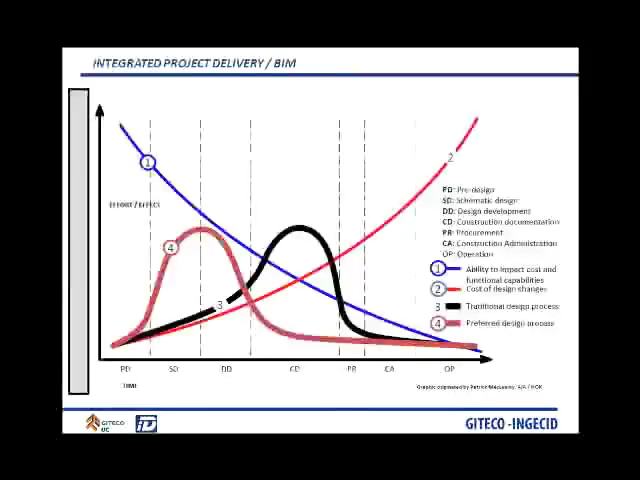 INTEGRATED PROJECT DELIVERY / BIM
1
2
EFFORT / EFFECT
4
3
PD: Pre-design
SD: Schematic design
DD: Design development
CD: Construction documentation
PR: Procurement
CA: Construction Administration
OP: Operation
1 Ability to impact cost and
functional capabilities
2 Cost of design changes
3 Traditional design process
4 Preferred design process
PD SD DD CD PR CA OP
TIME
Graphic originated by Patrick MacLeamy, AIA / HOK
GITECO
UC
iD
GITECO -INGECID